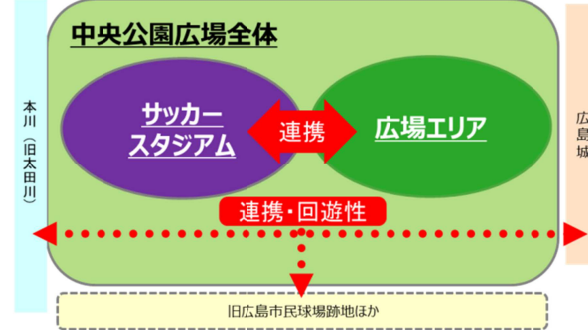 中央公園広場全体
サッカー
スタジアム
連携
広場エリア
本川（旧太田川）
広島城
連携・回遊性
旧広島市民球場跡地ほか